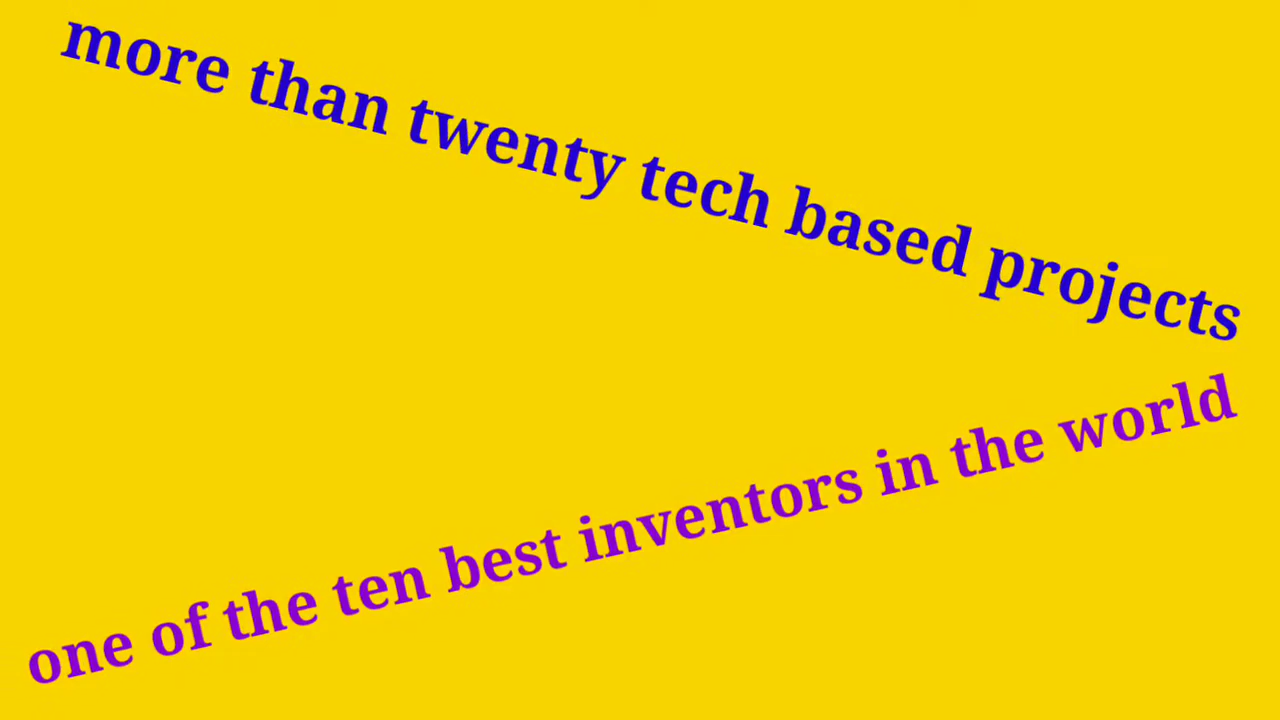 more than twenty tech based projects
one of the ten best inventors in the world